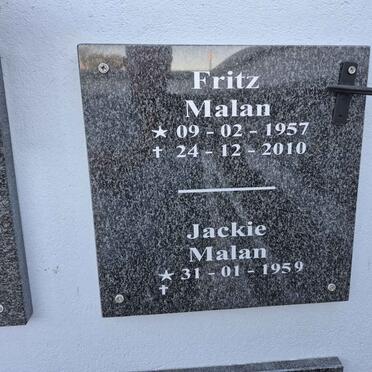 Fritz
Malan
★ 09 - 02 - 1957
✝ 24 - 12 - 2010
Jackie
Malan
★ 31 - 01 - 1959
✝